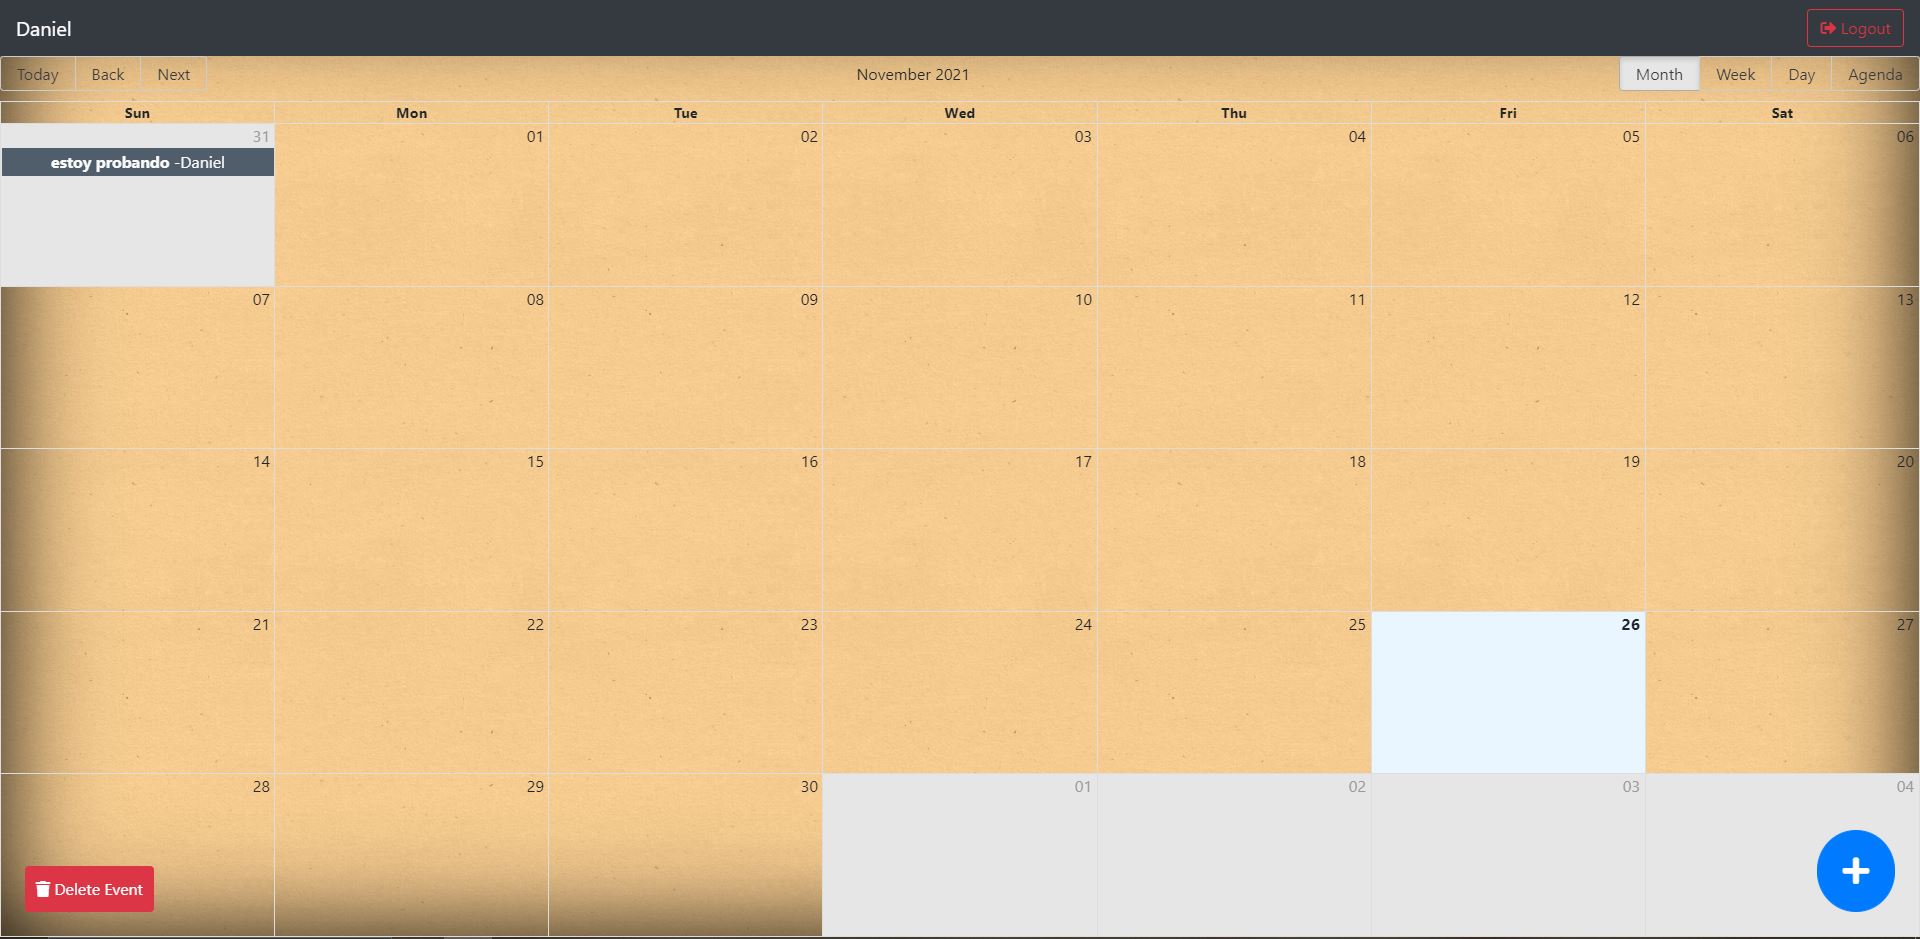 Daniel Logout
Today Back Next November 2021 Month Week Day Agenda
Sun Mon Tue Wed Thu Fri Sat
31 01 02 03 04 05 06
estoy probando -Daniel
07 08 09 10 11 12 13
14 15 16 17 18 19 20
21 22 23 24 25 26 27
28 29 30 01 02 03 04
Delete Event